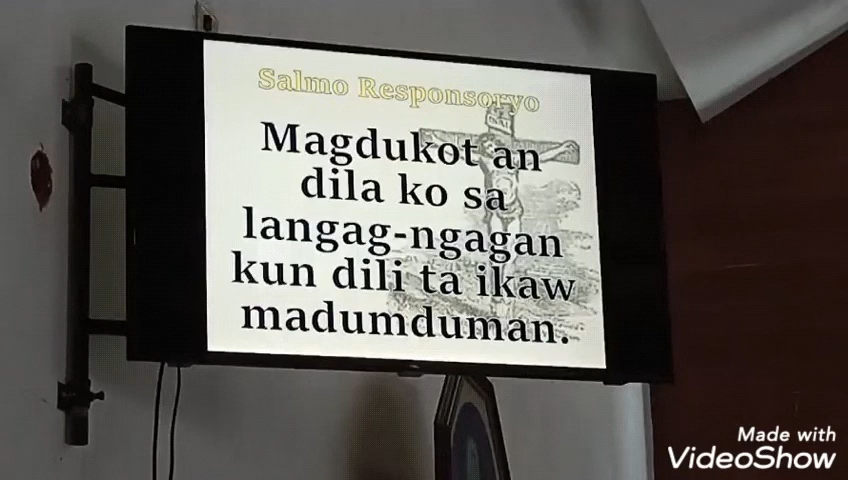 Salmo Responsoryo
Magdukot an
dila ko sa
langag-ngagan
kun dili ta ikaw
madumduman.
Made with
VideoShow